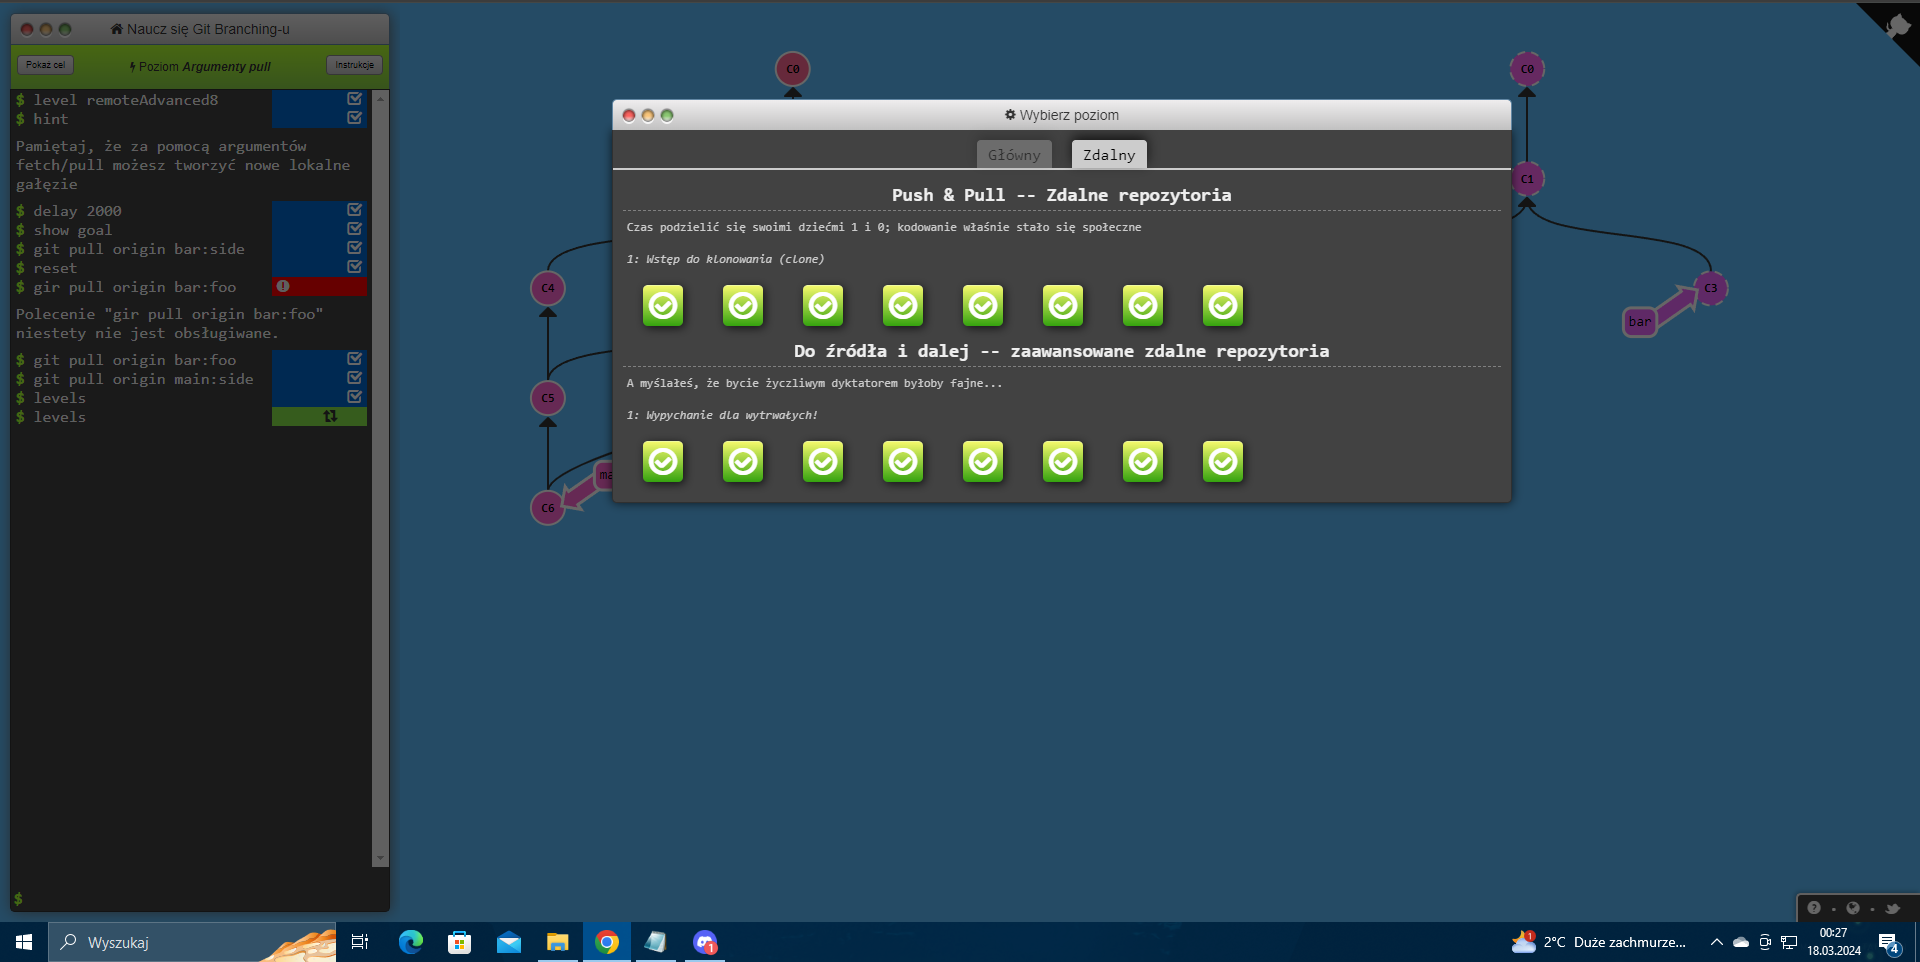 Naucz się Git Branching-u
Pokaż cel
Poziom Argumenty pull
Instrukcje
$ level remoteAdvanced8
$ hint
Pamiętaj, że za pomocą argumentów
fetch/pull możesz tworzyć nowe lokalne
gałęzie
$ delay 2000
$ show goal
$ git pull origin bar:side
$ reset
$ gir pull origin bar:foo
Polecenie "gir pull origin bar:foo"
niestety nie jest obsługiwane.
$ git pull origin bar:foo
$ git pull origin main:side
$ levels
$ levels
$
C0
C4
C5
C6
ma
Wybierz poziom
Główny
Zdalny
Push & Pull -- Zdalne repozytoria
Czas podzielić się swoimi dziećmi 1 i 0; kodowanie właśnie stało się społeczne
1: Wstęp do klonowania (clone)
Do źródła i dalej -- zaawansowane zdalne repozytoria
A myślałeś, że bycie życzliwym dyktatorem byłoby fajne...
1: Wypychanie dla wytrwałych!
C0
C1
C3
bar
Wyszukaj
1
1
2°C Duże zachmurze...
00:27
18.03.2024
4